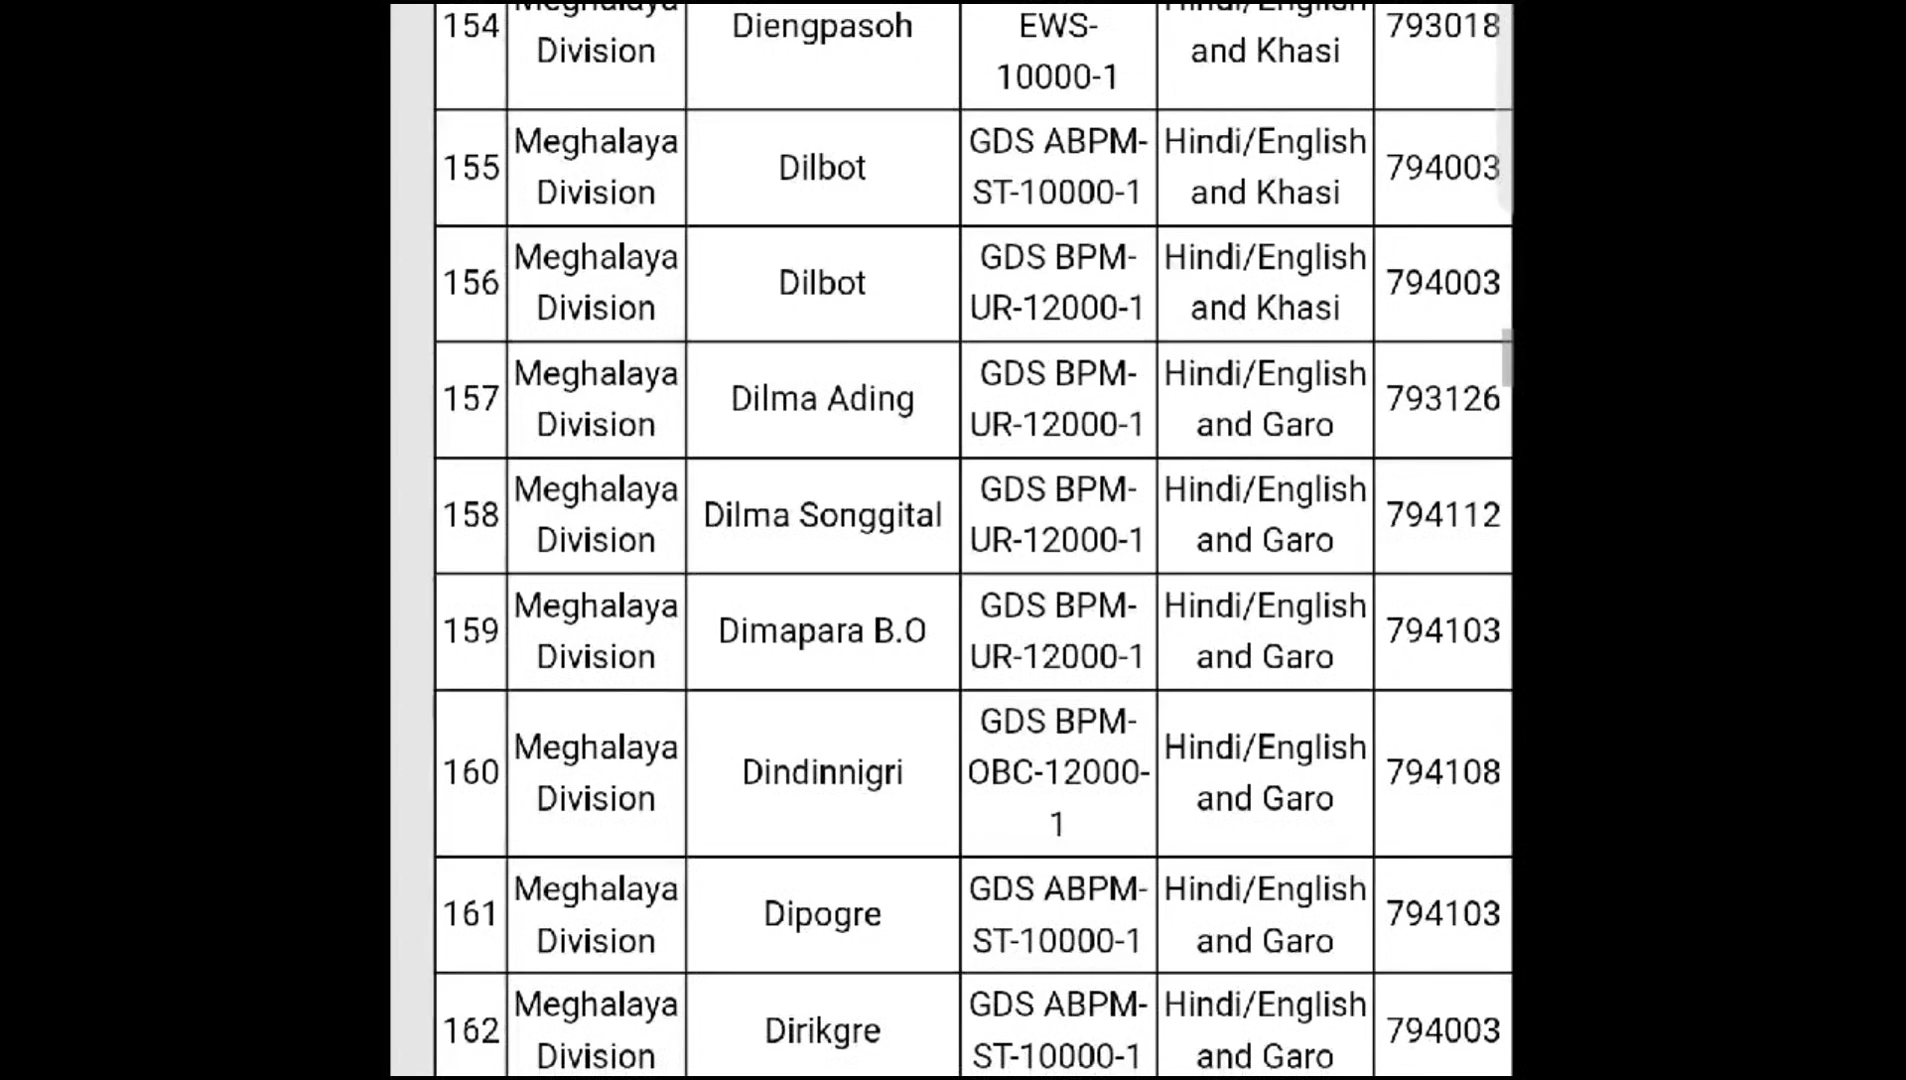 154
Meghalaya
Division
Diengpasoh
EWS-
10000-1
Hindi/English
and Khasi
793018
155
Meghalaya
Division
Dilbot
GDS ABPM-
ST-10000-1
Hindi/English
and Khasi
794003
156
Meghalaya
Division
Dilbot
GDS BPM-
UR-12000-1
Hindi/English
and Khasi
794003
157
Meghalaya
Division
Dilma Ading
GDS BPM-
UR-12000-1
Hindi/English
and Garo
793126
158
Meghalaya
Division
Dilma Songgital
GDS BPM-
UR-12000-1
Hindi/English
and Garo
794112
159
Meghalaya
Division
Dimapara B.O
GDS BPM-
UR-12000-1
Hindi/English
and Garo
794103
160
Meghalaya
Division
Dindinnigri
GDS BPM-
OBC-12000-
1
Hindi/English
and Garo
794108
161
Meghalaya
Division
Dipogre
GDS ABPM-
ST-10000-1
Hindi/English
and Garo
794103
162
Meghalaya
Division
Dirikgre
GDS ABPM-
ST-10000-1
Hindi/English
and Garo
794003